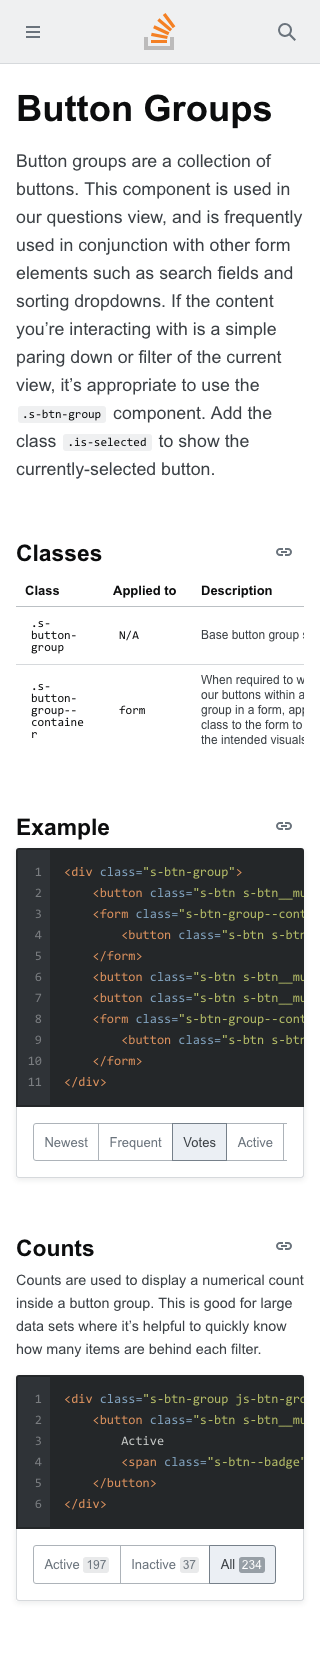 Button Groups
Button groups are a collection of
buttons. This component is used in
our questions view, and is frequently
used in conjunction with other form
elements such as search fields and
sorting dropdowns. If the content
you’re interacting with is a simple
paring down or filter of the current
view, it’s appropriate to use the
.s-btn-group component. Add the
class .is-selected to show the
currently-selected button.
Classes
Class Applied to Description
.s-
button-
group
N/A
Base button group
.s-
button-
group--
containe
r
form
When required to w
our buttons within a
group in a form, app
class to the form to
the intended visuals
Example
1 <div class="s-btn-group">
2 <button class="s-btn s-btn__mu
3 <form class="s-btn-group--cont
4 <button class="s-btn s-btn
5 </form>
6 <button class="s-btn s-btn__mu
7 <button class="s-btn s-btn__mu
8 <form class="s-btn-group--cont
9 <button class="s-btn s-btn
10 </form>
11 </div>
Newest Frequent Votes Active
Counts
Counts are used to display a numerical count
inside a button group. This is good for large
data sets where it’s helpful to quickly know
how many items are behind each filter.
1 <div class="s-btn-group js-btn-gro
2 <button class="s-btn s-btn__mu
3 Active
4 <span class="s-btn--badge"
5 </button>
6 </div>
Active 197 Inactive 37 All 234